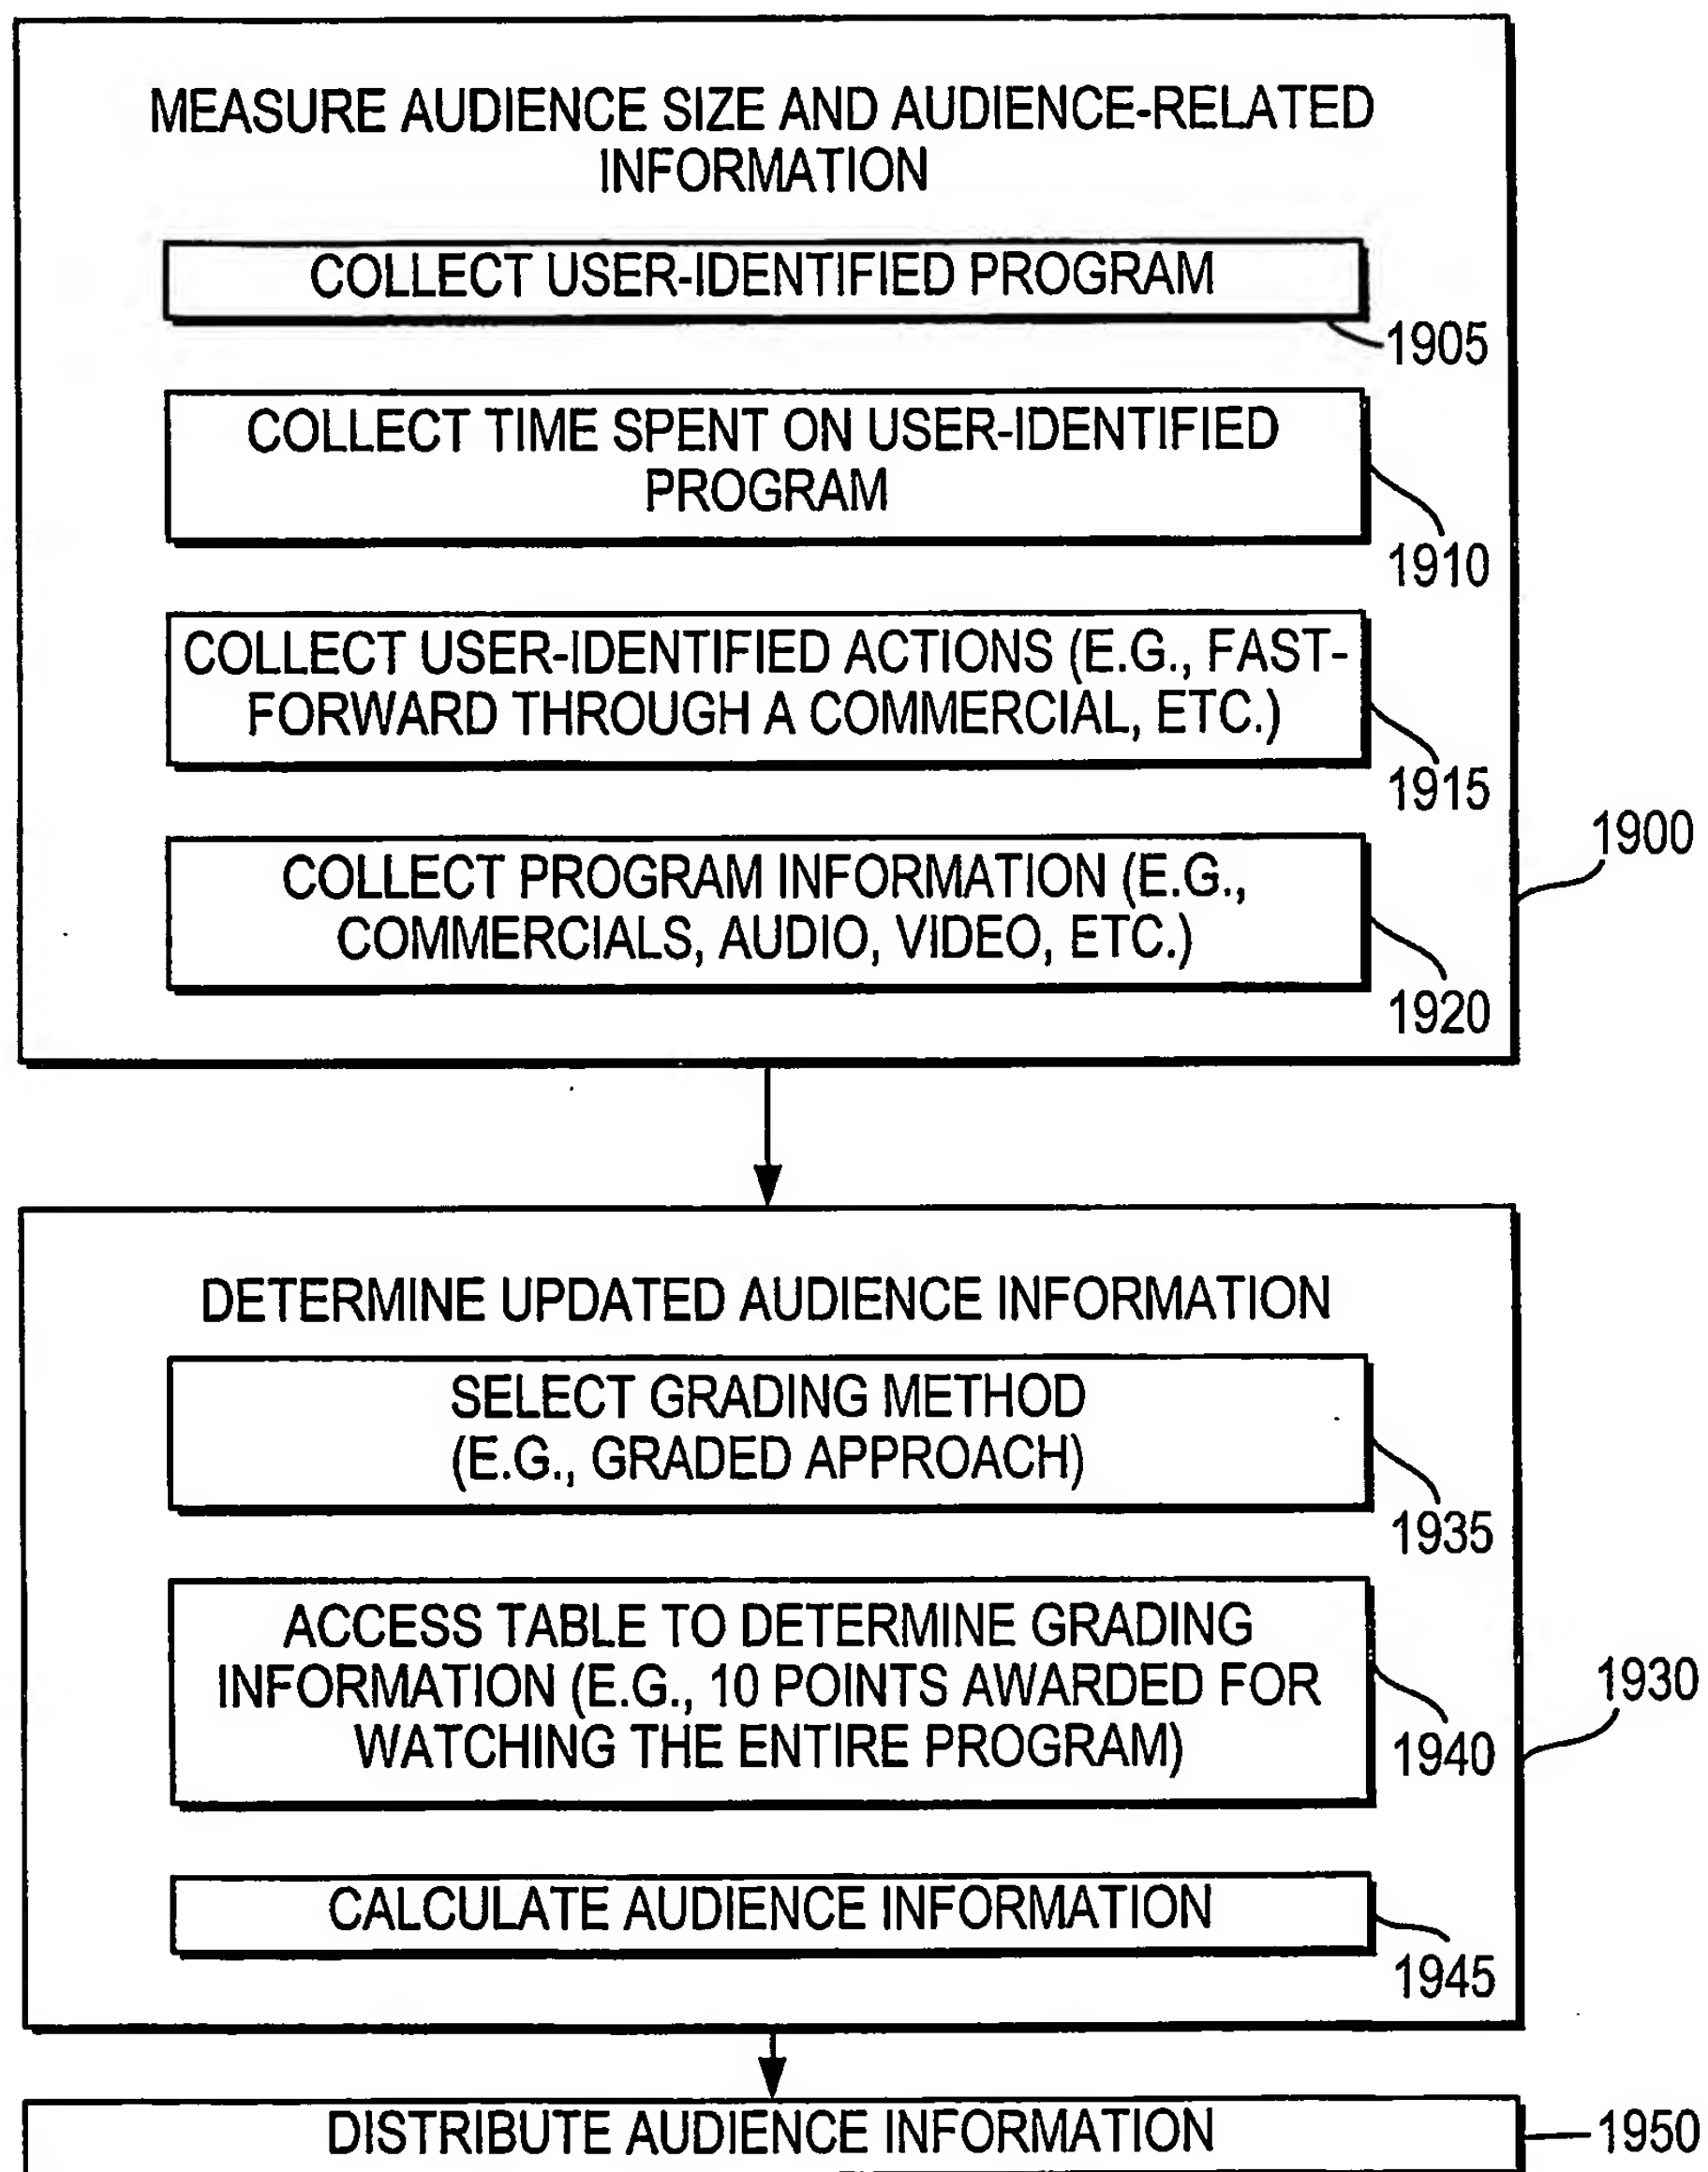 MEASURE AUDIENCE SIZE AND AUDIENCE-RELATED
INFORMATION
COLLECT USER-IDENTIFIED PROGRAM
1905
COLLECT TIME SPENT ON USER-IDENTIFIED
PROGRAM
1910
COLLECT USER-IDENTIFIED ACTIONS (E.G., FAST-
FORWARD THROUGH A COMMERCIAL, ETC.)
1915
1900
COLLECT PROGRAM INFORMATION (E.G.,
COMMERCIALS, AUDIO, VIDEO, ETC.)
1920
DETERMINE UPDATED AUDIENCE INFORMATION
SELECT GRADING METHOD
(E.G., GRADED APPROACH)
1935
ACCESS TABLE TO DETERMINE GRADING
INFORMATION (E.G., 10 POINTS AWARDED FOR
WATCHING THE ENTIRE PROGRAM)
1930
1940
CALCULATE AUDIENCE INFORMATION
1945
DISTRIBUTE AUDIENCE INFORMATION
1950